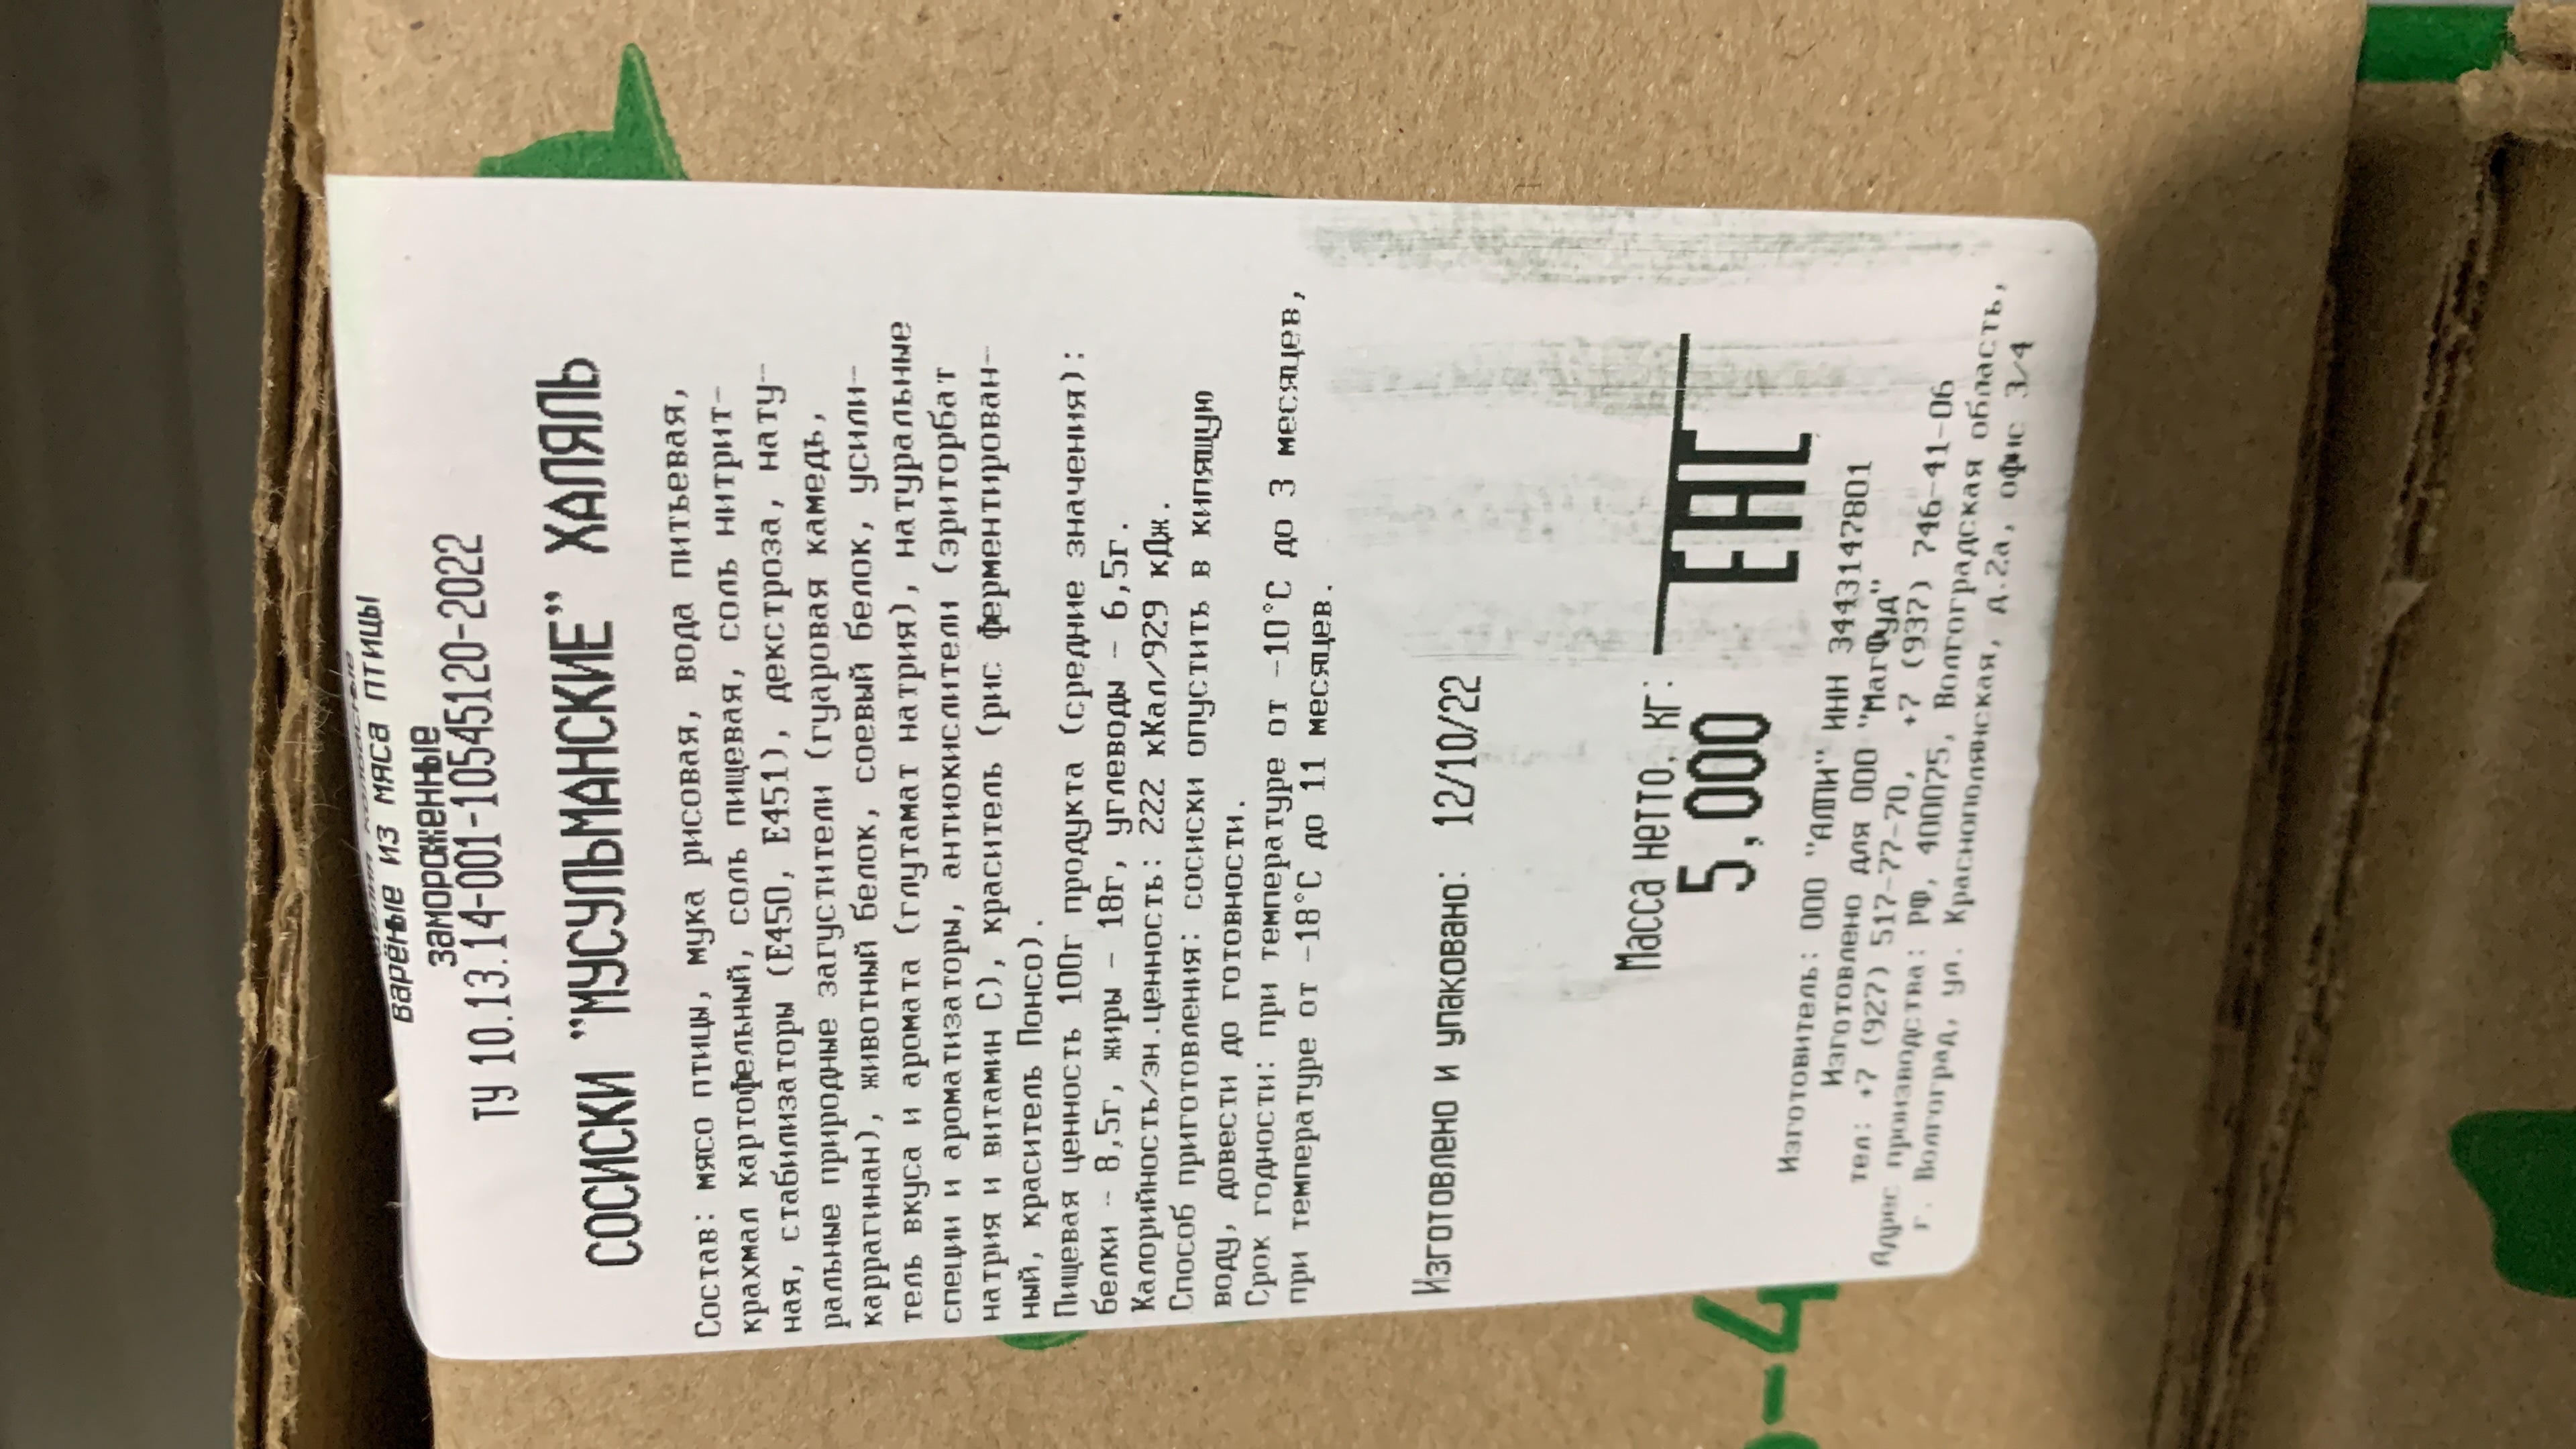 варёные из мяса птицы
замороженные
ТУ 10.13.14-001-10545120-2022
СОСИСКИ "МУСУЛЬМАНСКИЕ" ХАЛЯЛЬ
Состав: мясо птицы, мука рисовая, вода питьевая,
крахмал картофельный, соль пищевая, соль нитрит-
ная, стабилизаторы (Е450, Е451), декстроза, нату-
ральные природные загустители (гуаровая камедь,
каррагинан), животный белок, соевый белок, усили-
тель вкуса и аромата (глутамат натрия), натуральные
специи и ароматизаторы, антиокислители (эриторбат
натрия и витамин С), краситель (рис ферментирован-
ный, краситель Понсо).
Пищевая ценность 100г продукта (средние значения):
белки - 8,5г, жиры - 18г, углеводы - 6,5г.
Калорийность/эн.ценность: 222 кКал/929 кДж.
Способ приготовления: сосиски опустить в кипящую
воду, довести до готовности.
Срок годности: при температуре от -10°С до 3 месяцев,
при температуре от -18°С до 11 месяцев.
Изготовлено и упаковано: 12/10/22
Масса нетто, кг:
5,000 ЕАС
Изготовитель: ООО "АЛПИ" ИНН 3443147801
Изготовлено для ООО "МагФуд"
тел: +7 (927) 517-77-70, +7 (937) 746-41-06
Адрес производства: РФ, 400075, Волгоградская область,
г. Волгоград, ул. Краснополянская, д.2а, офис 3/4